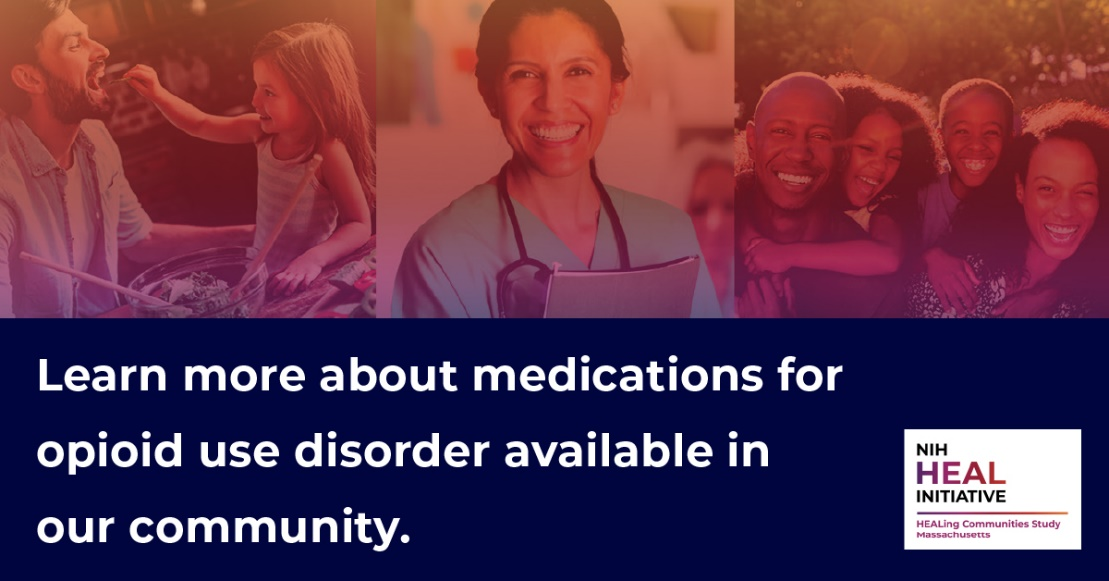 Learn more about medications for
opioid use disorder available in
our community.
NIH
HEAL
INITIATIVE
HEALing Communities Study
Massachusetts